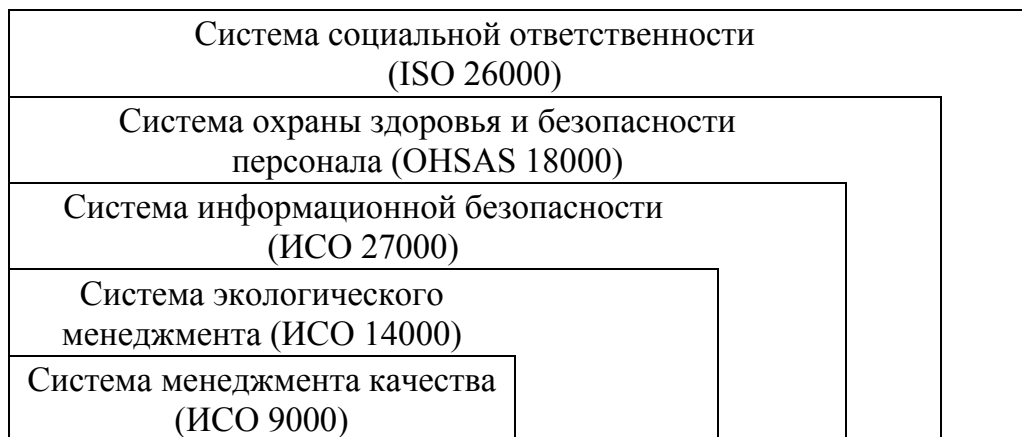 Система социальной ответственности
(ISO 26000)
Система охраны здоровья и безопасности
персонала (OHSAS 18000)
Система информационной безопасности
(ИСО 27000)
Система экологического
менеджмента (ИСО 14000)
Система менеджмента качества
(ИСО 9000)